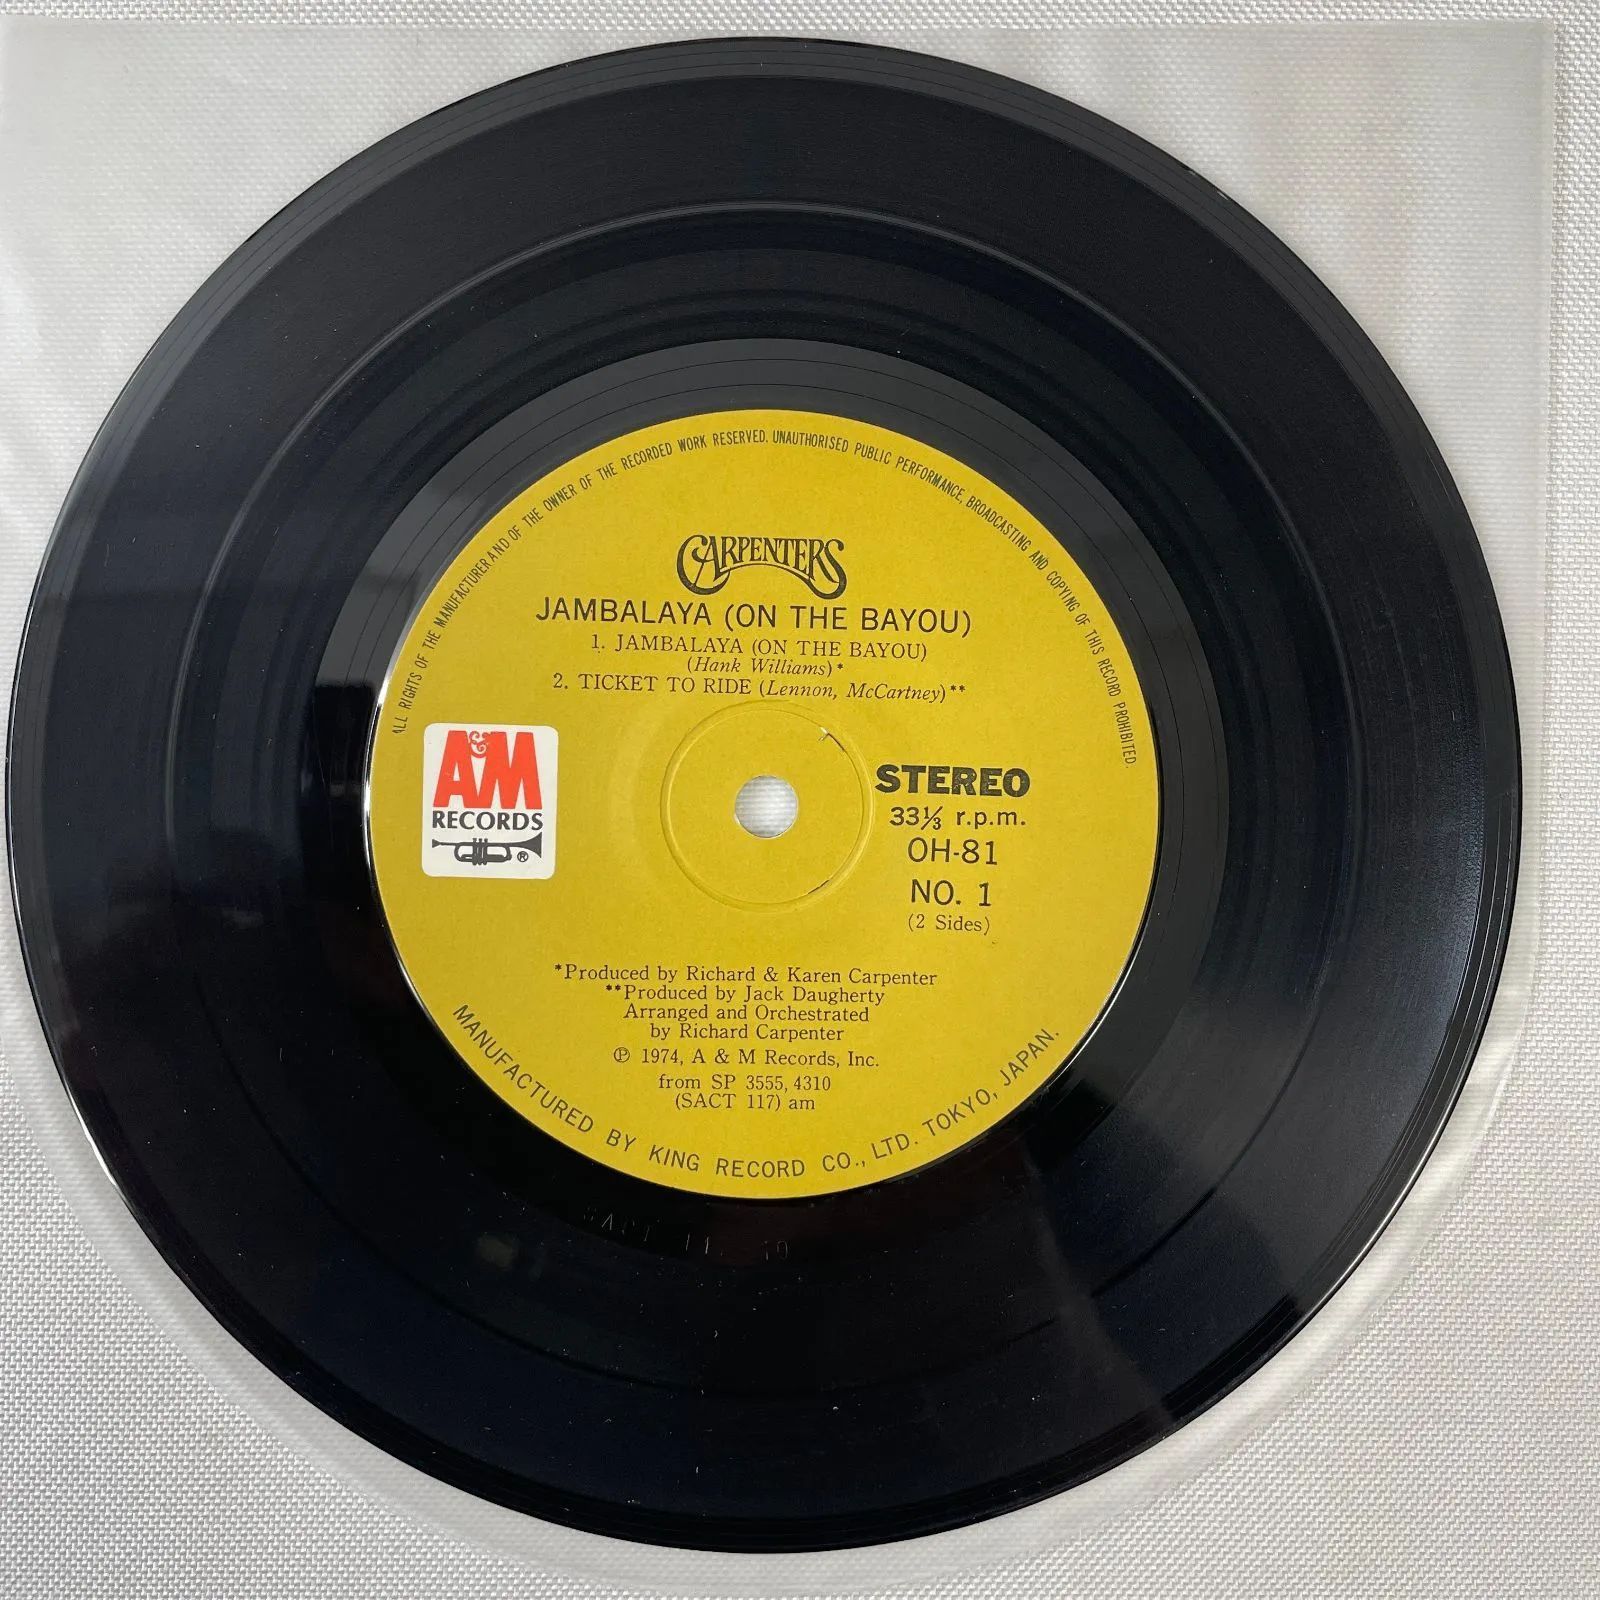 ALL RIGHTS OF THE MANUFACTURER AND OF THE OWNER OF THE RECORDED WORK RESERVED. UNAUTHORISED PUBLIC PERFORMANCE, BROADCASTING AND COPYING OF THIS RECORD PROHIBITED.
CARPENTERS
JAMBALAYA (ON THE BAYOU)
1. JAMBALAYA (ON THE BAYOU)
(Hank Williams)*
2. TICKET TO RIDE (Lennon, McCartney)**
A&M
RECORDS
®
STEREO
33⅓ r.p.m.
OH-81
NO. 1
(2 Sides)
*Produced by Richard & Karen Carpenter
**Produced by Jack Daugherty
Arranged and Orchestrated
by Richard Carpenter
℗ 1974, A & M Records, Inc.
from SP 3555, 4310
(SACT 117) am
MANUFACTURED BY KING RECORD CO., LTD. TOKYO, JAPAN.